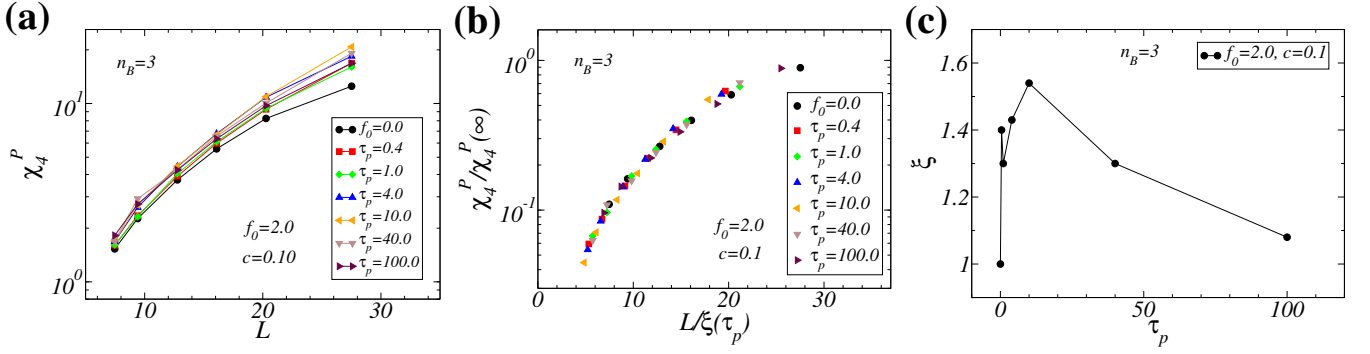 (a)
n_B=3
χ_4^P
10^1
10^0
10
20
30
L
f_0=0.0
τ_p=0.4
τ_p=1.0
τ_p=4.0
τ_p=10.0
τ_p=40.0
τ_p=100.0
f_0=2.0
c=0.10
(b)
n_B=3
χ_4^P/χ_4^P(∞)
10^0
10^-1
0
10
20
30
L/ξ(τ_p)
f_0=0.0
τ_p=0.4
τ_p=1.0
τ_p=4.0
τ_p=10.0
τ_p=40.0
τ_p=100.0
f_0=2.0
c=0.1
(c)
n_B=3
f_0=2.0, c=0.1
ξ
1.6
1.4
1.2
1
0
50
100
τ_p